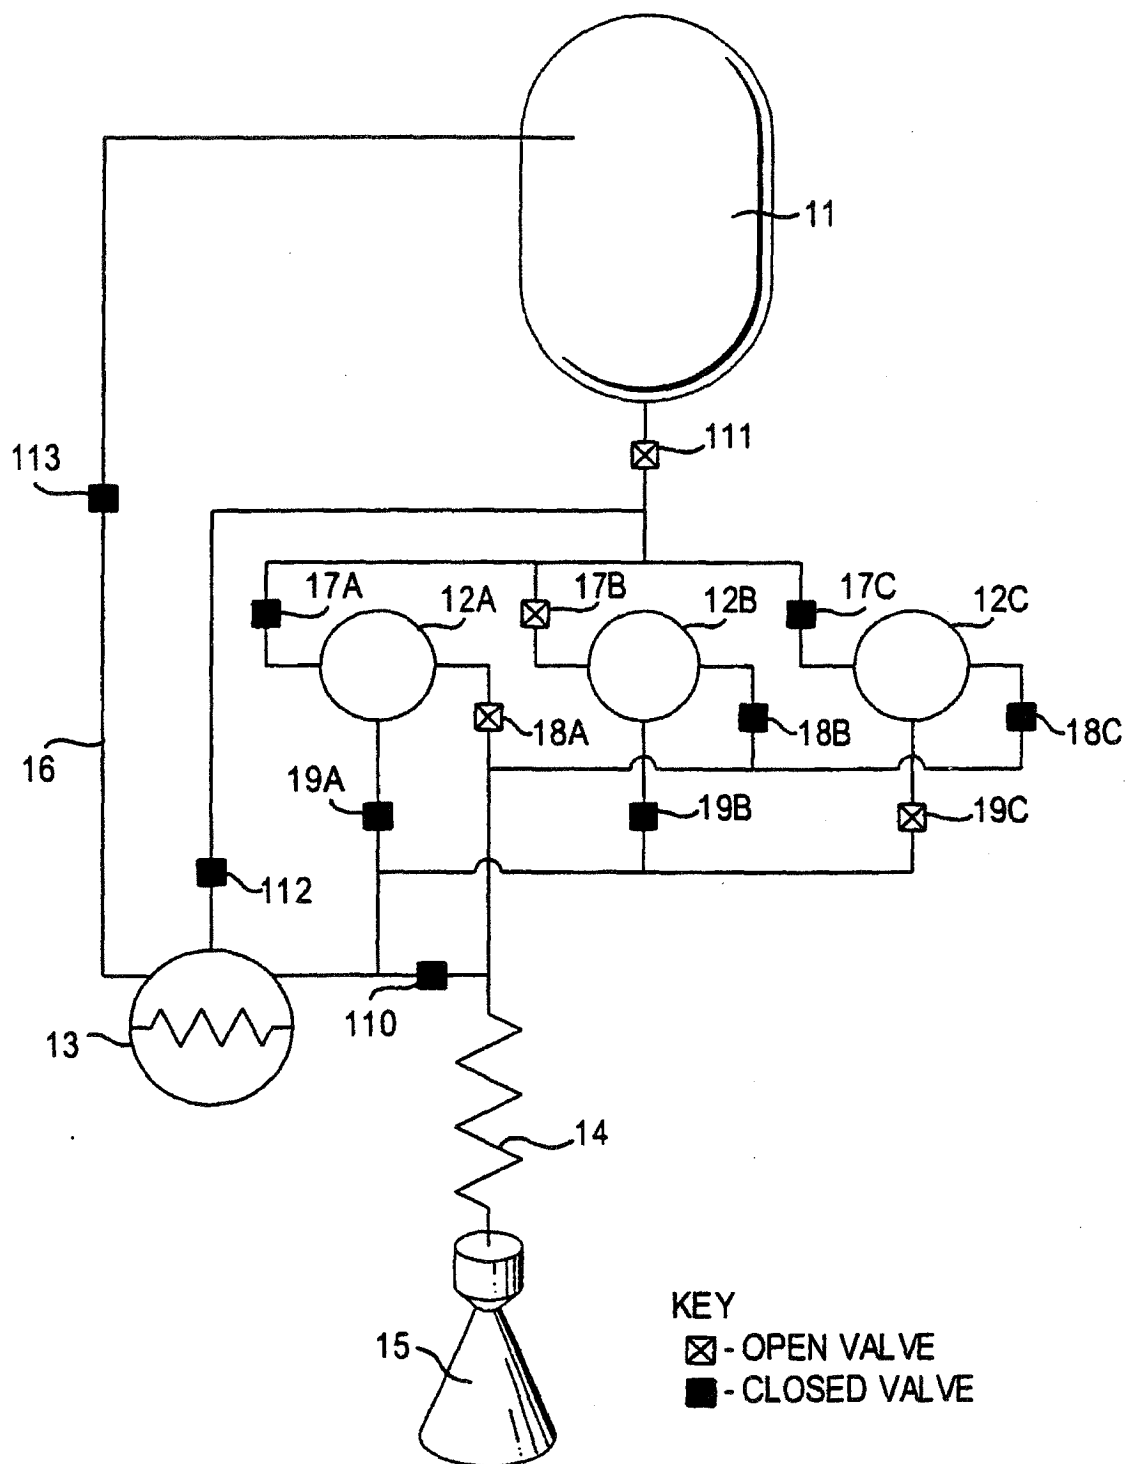 11
111
113
17A
12A
17B
12B
17C
12C
18A
18B
18C
16
19A
19B
19C
112
110
13
14
15
KEY
- OPEN VALVE
- CLOSED VALVE